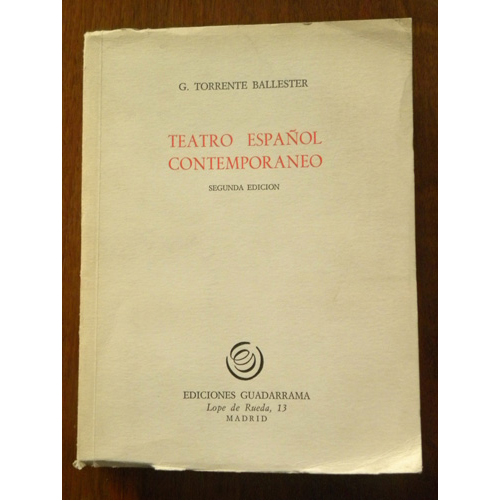 G. TORRENTE BALLESTER
TEATRO ESPAÑOL
CONTEMPORANEO
SEGUNDA EDICION
EDICIONES GUADARRAMA
Lope de Rueda, 13
MADRID